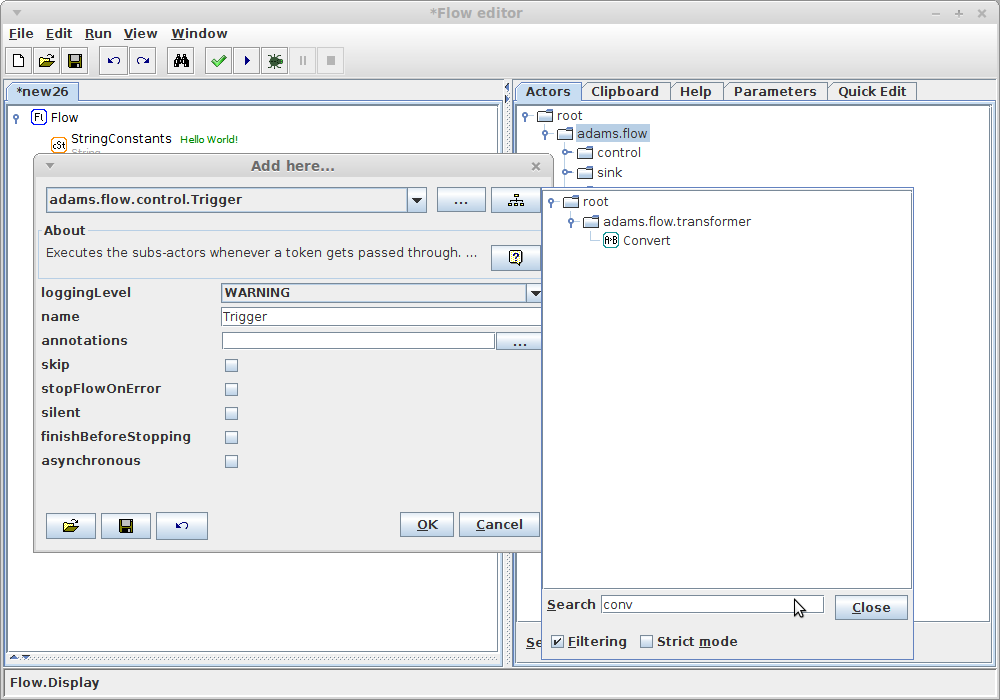 *Flow editor
File Edit Run View Window
*new26
Flow
StringConstants Hello World!
String
Actors Clipboard Help Parameters Quick Edit
root
adams.flow
control
sink
Add here...
adams.flow.control.Trigger
...
About
Executes the subs-actors whenever a token gets passed through. ...
loggingLevel WARNING
name Trigger
annotations ...
skip
stopFlowOnError
silent
finishBeforeStopping
asynchronous
OK Cancel
root
adams.flow.transformer
Convert
Search conv Close
Filtering Strict mode
Se
Flow.Display